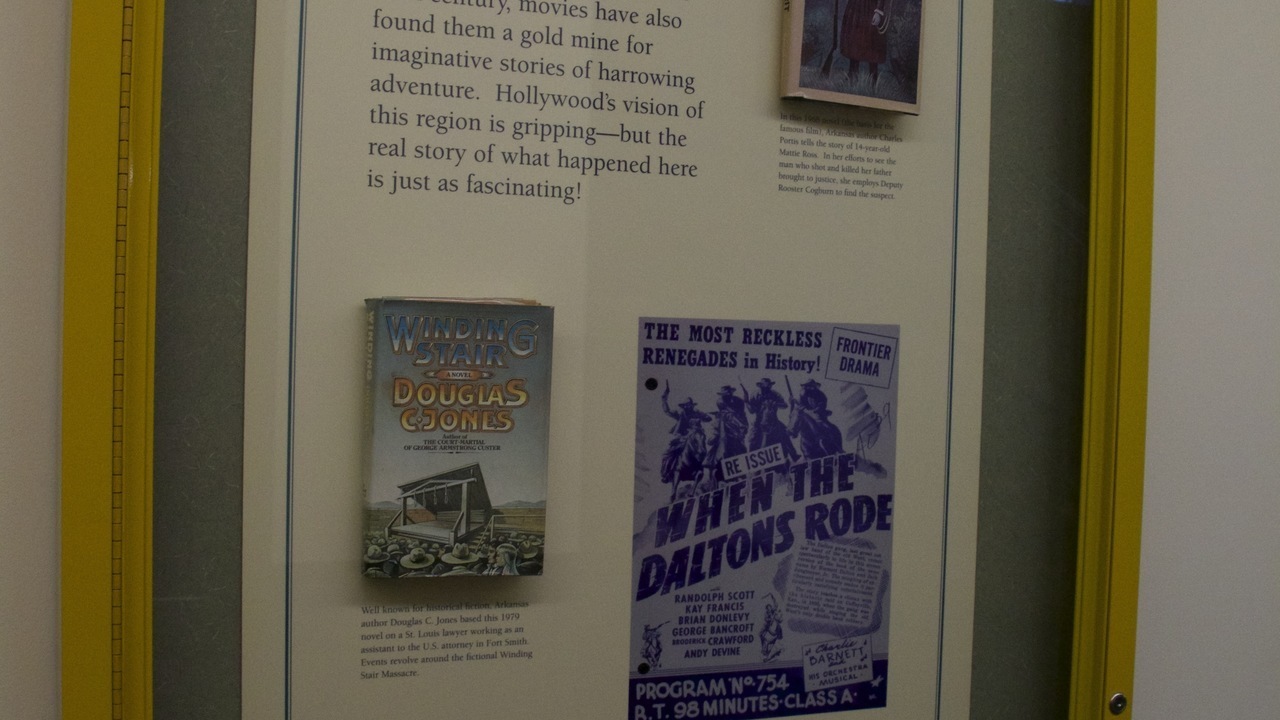 century, movies have also
found them a gold mine for
imaginative stories of harrowing
adventure. Hollywood's vision of
this region is gripping—but the
real story of what happened here
is just as fascinating!
In this 1968 novel (the basis for the
famous film), Arkansas author Charles
Portis tells the story of 14-year-old
Mattie Ross. In her efforts to see the
man who shot and killed her father
brought to justice, she employs Deputy
Rooster Cogburn to find the suspect.
WINDING
WINDING
STAIR
A NOVEL
DOUGLAS
C. JONES
Author of
THE COURT-MARTIAL
OF GEORGE ARMSTRONG CUSTER
Well known for historical fiction, Arkansas
author Douglas C. Jones based this 1979
novel on a St. Louis lawyer working as an
assistant to the U.S. attorney in Fort Smith.
Events revolve around the fictional Winding
Stair Massacre.
THE MOST RECKLESS
RENEGADES in History!
FRONTIER
DRAMA
RE ISSUE
WHEN THE
DALTONS RODE
with
RANDOLPH SCOTT
KAY FRANCIS
BRIAN DONLEVY
GEORGE BANCROFT
BRODERICK CRAWFORD
ANDY DEVINE
Charlie
BARNETT
and
HIS ORCHESTRA
MUSICAL
PROGRAM No. 754
R.T. 98 MINUTES-CLASS A